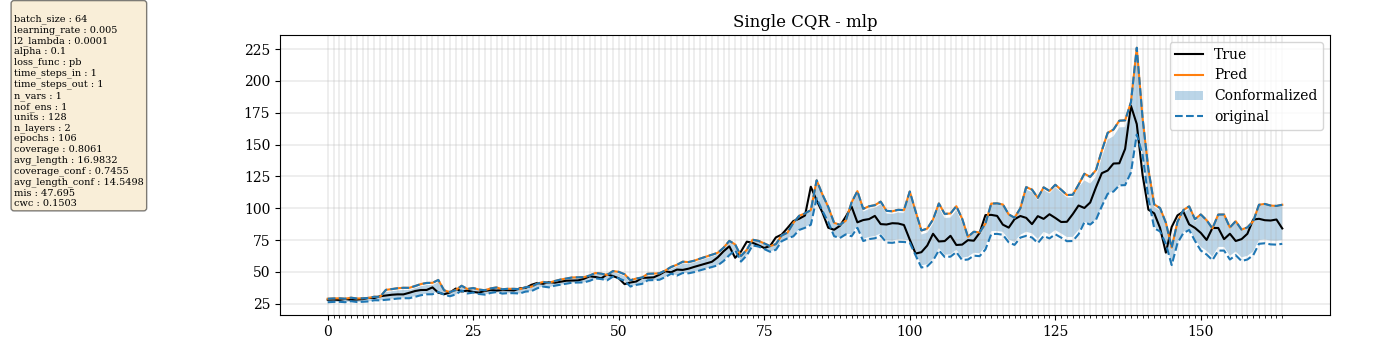 batch_size : 64
learning_rate : 0.005
l2_lambda : 0.0001
alpha : 0.1
loss_func : pb
time_steps_in : 1
time_steps_out : 1
n_vars : 1
nof_ens : 1
units : 128
n_layers : 2
epochs : 106
coverage : 0.8061
avg_length : 16.9832
coverage_conf : 0.7455
avg_length_conf : 14.5498
mis : 47.695
cwc : 0.1503
Single CQR - mlp
225
200
175
150
125
100
75
50
25
True
Pred
Conformalized
original
0 25 50 75 100 125 150